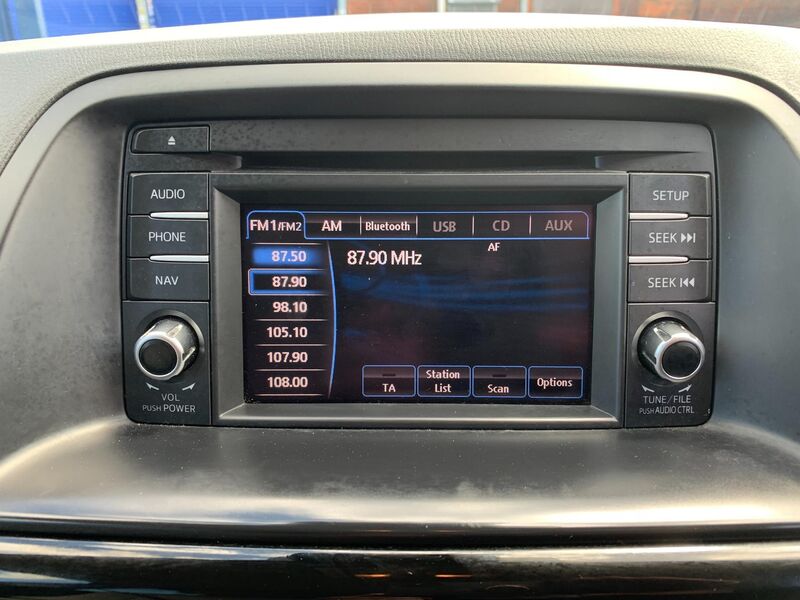 AUDIO
PHONE
NAV
VOL
PUSH POWER
FM1/FM2 AM Bluetooth USB CD AUX
AF
87.50
87.90
98.10
105.10
107.90
108.00
87.90 MHz
TA
Station
List
Scan
Options
SETUP
SEEK
SEEK
TUNE/FILE
PUSH AUDIO CTRL